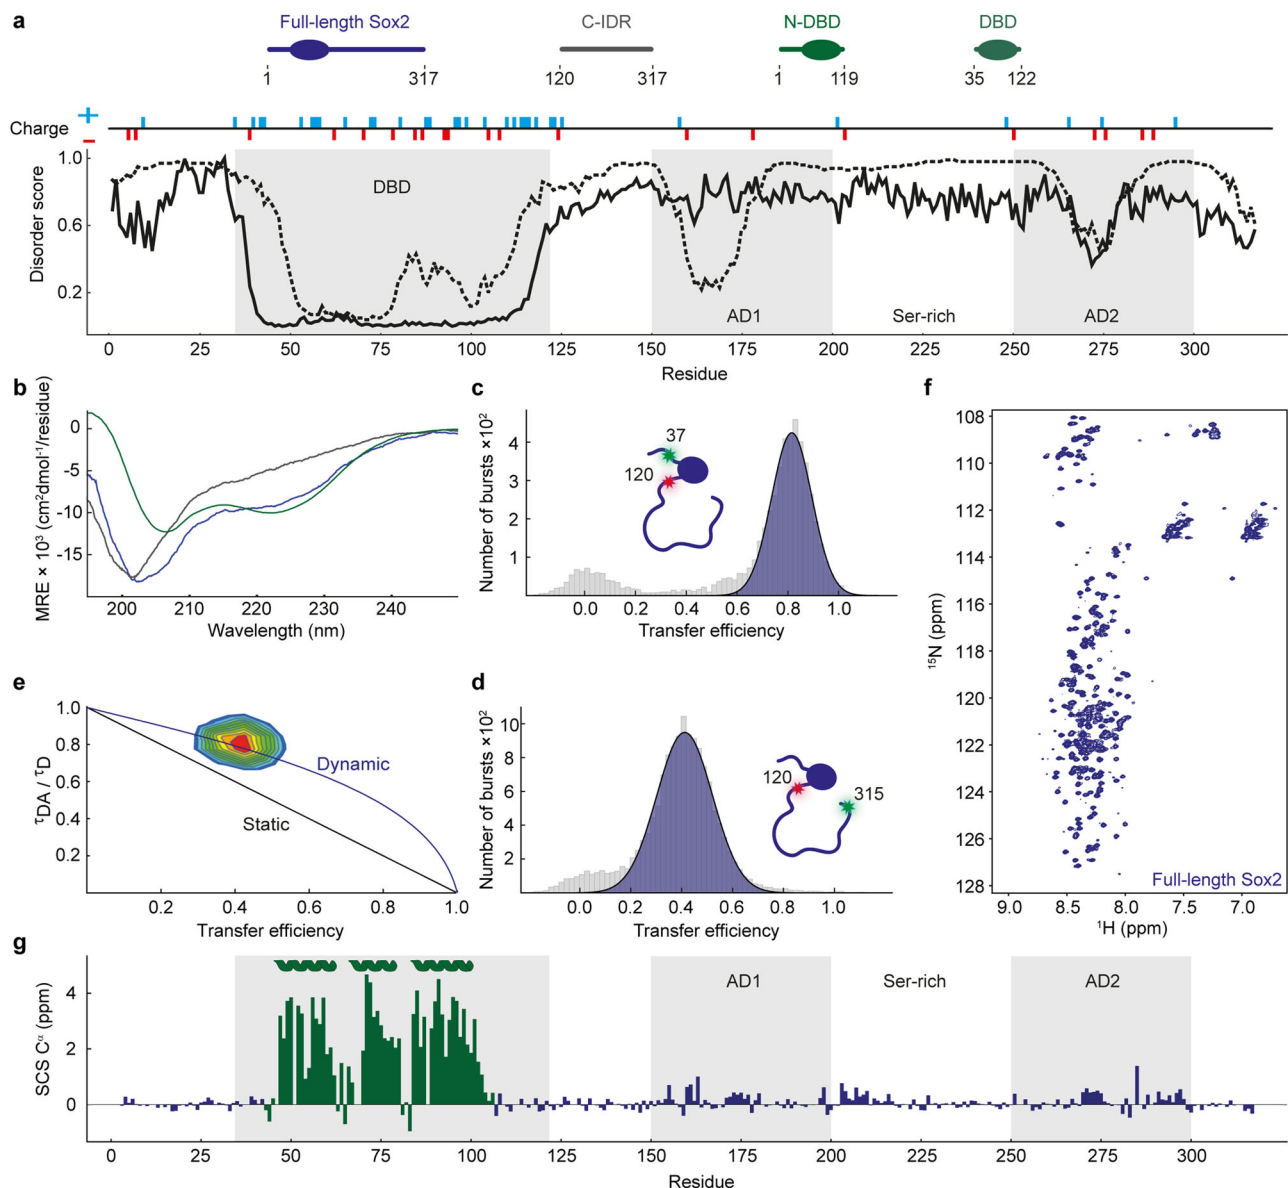 a
Full-length Sox2
C-IDR
N-DBD
DBD
1 317
120 317
1 119
35 122
+
Charge
−
Disorder score
1.0
0.6
0.2
DBD
AD1
Ser-rich
AD2
0 25 50 75 100 125 150 175 200 225 250 275 300
Residue
b
MRE × 10³ (cm²dmol⁻¹/residue)
0
-5
-10
-15
200 210 220 230 240
Wavelength (nm)
c
Number of bursts ×10²
4
3
2
1
37
120
0.0 0.2 0.4 0.6 0.8 1.0
Transfer efficiency
f
¹⁵N (ppm)
108
110
112
114
116
118
120
122
124
126
128
Full-length Sox2
9.0 8.5 8.0 7.5 7.0
¹H (ppm)
e
τDA / τD
1.0
0.8
0.6
0.4
0.2
Dynamic
Static
0.2 0.4 0.6 0.8 1.0
Transfer efficiency
d
Number of bursts ×10²
10
8
6
4
2
120
315
0.0 0.2 0.4 0.6 0.8 1.0
Transfer efficiency
g
SCS Cᵅ (ppm)
4
2
0
AD1
Ser-rich
AD2
0 25 50 75 100 125 150 175 200 225 250 275 300
Residue